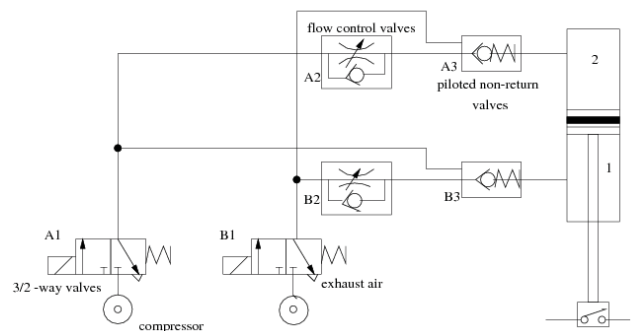 flow control valves
A2
A3
2
piloted non-return
valves
1
B2
B3
A1
B1
3/2 -way valves
exhaust air
compressor